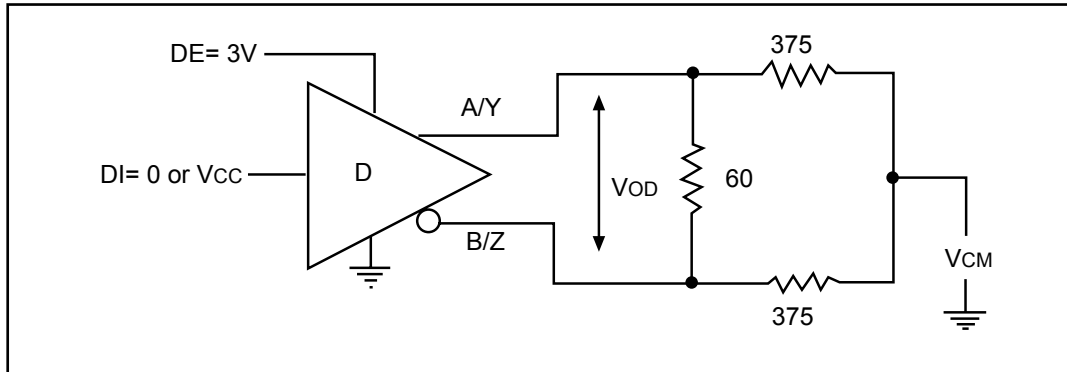 375
DE= 3V
A/Y
DI= 0 or VCC
D
VOD
60
B/Z
VCM
375